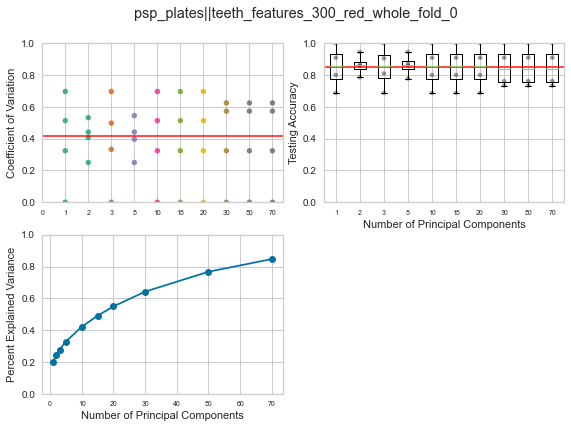 psp_plates||teeth_features_300_red_whole_fold_0
Coefficient of Variation
1.0
0.8
0.6
0.4
0.2
0.0
0 1 2 3 5 10 15 20 30 50 70
Testing Accuracy
1.0
0.8
0.6
0.4
0.2
0.0
1 2 3 5 10 15 20 30 50 70
Number of Principal Components
Percent Explained Variance
1.0
0.8
0.6
0.4
0.2
0.0
0 10 20 30 40 50 60 70
Number of Principal Components